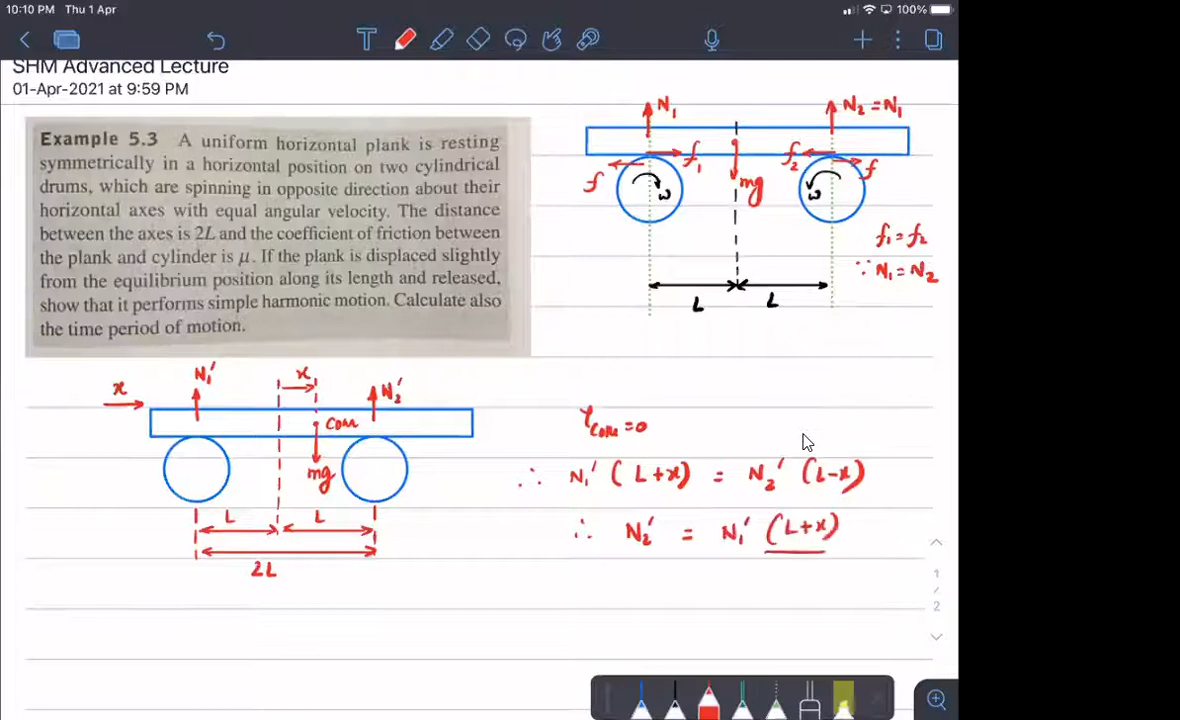 10:10 PM Thu 1 Apr
100%
T
SHM Advanced Lecture
01-Apr-2021 at 9:59 PM
Example 5.3 A uniform horizontal plank is resting
symmetrically in a horizontal position on two cylindrical
drums, which are spinning in opposite direction about their
horizontal axes with equal angular velocity. The distance
between the axes is 2L and the coefficient of friction between
the plank and cylinder is μ. If the plank is displaced slightly
from the equilibrium position along its length and released,
show that it performs simple harmonic motion. Calculate also
the time period of motion.
N₁
N₂ = N₁
f
f₁
f₂
f
ω
mg
ω
f₁ = f₂
∵ N₁ = N₂
L
L
x
N₁'
x
N₂'
COM
mg
L
L
2L
τ_COM = 0
∴ N₁' (L+x) = N₂' (L-x)
∴ N₂' = N₁' (L+x)
1
/
2